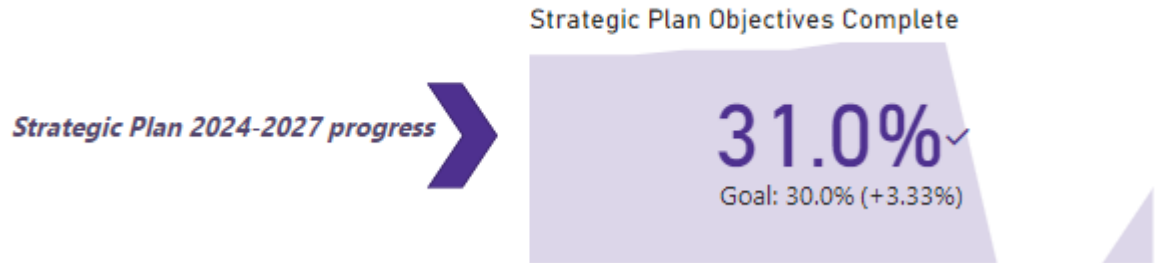 Strategic Plan Objectives Complete
Strategic Plan 2024-2027 progress
31.0%
Goal: 30.0% (+3.33%)